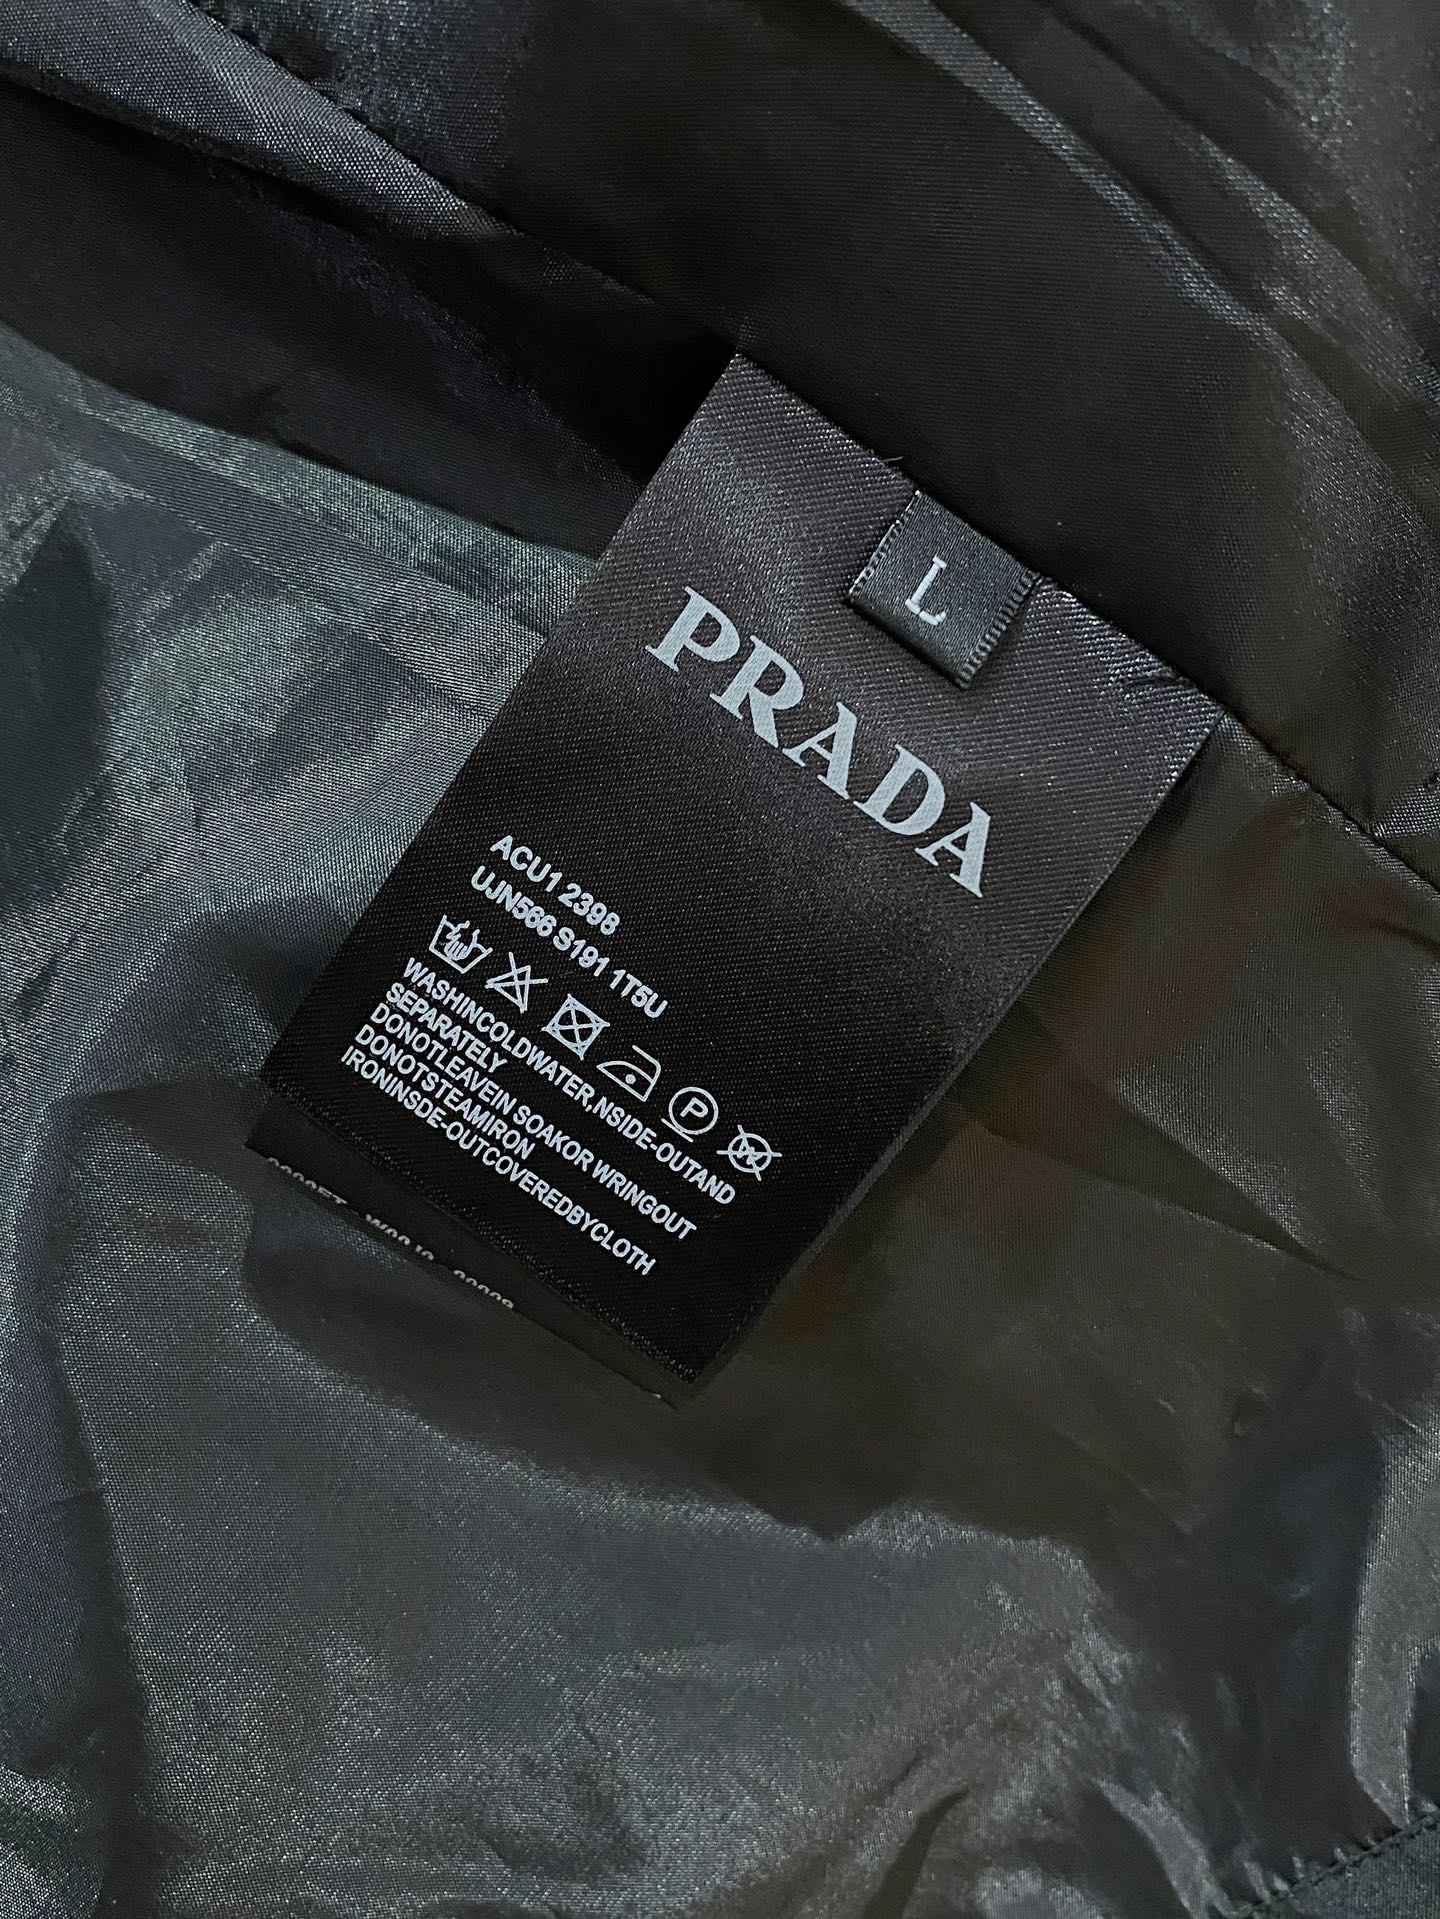 L
PRADA
ACU1 2398
UJN566 S191 1T5U
P
W
WASHINCOLDWATER,NSIDE-OUTAND
SEPARATELY
DONOTLEAVEIN SOAKOR WRINGOUT
DONOTSTEAMIRON
IRONINSDE-OUTCOVEREDBYCLOTH